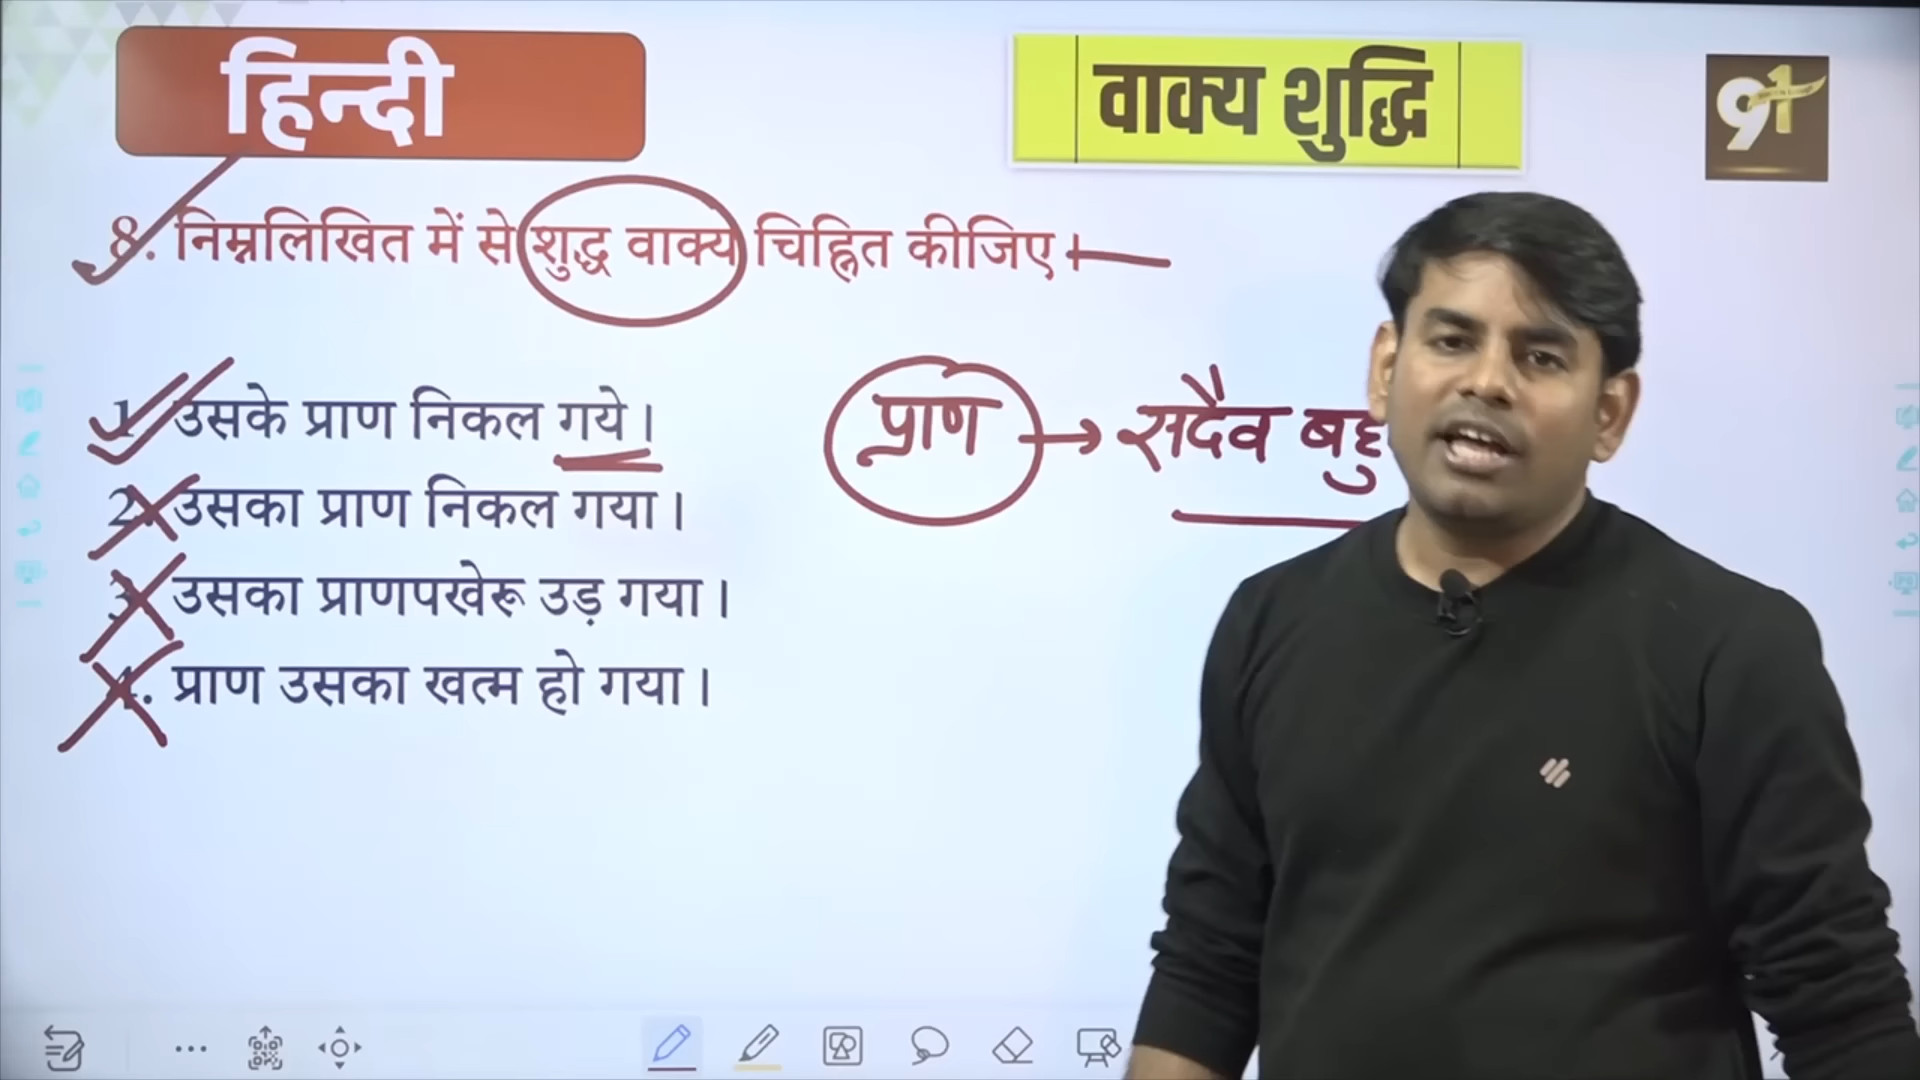 हिन्दी
वाक्य शुद्धि
91
8. निम्नलिखित में से शुद्ध वाक्य चिह्नित कीजिए।
1. उसके प्राण निकल गये।
प्राण → सदैव
2. उसका प्राण निकल गया।
3. उसका प्राणपखेरू उड़ गया।
4. प्राण उसका खत्म हो गया।